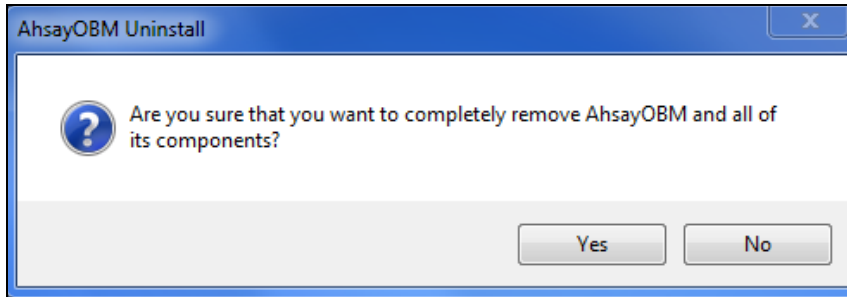 AhsayOBM Uninstall
Are you sure that you want to completely remove AhsayOBM and all of
its components?
Yes No